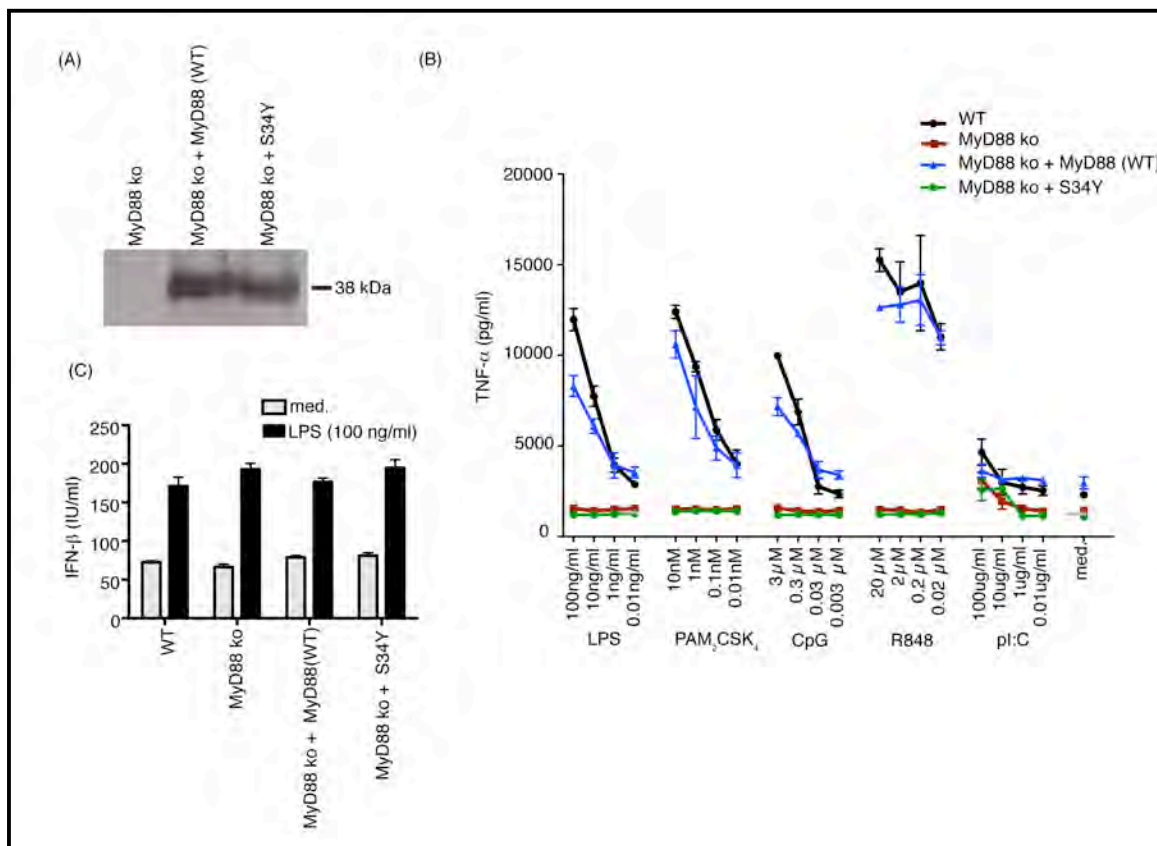 (A)
MyD88 ko
MyD88 ko + MyD88 (WT)
MyD88 ko + S34Y
38 kDa
(B)
WT
MyD88 ko
MyD88 ko + MyD88 (WT)
MyD88 ko + S34Y
TNF-α (pg/ml)
20000
15000
10000
5000
0
100ng/ml
10ng/ml
1ng/ml
0.01ng/ml
LPS
10nM
1nM
0.1nM
0.01nM
PAM₂CSK₄
3 μM
0.3 μM
0.03 μM
0.003 μM
CpG
20 μM
2 μM
0.2 μM
0.02 μM
R848
100ug/ml
10ug/ml
1ug/ml
0.01ug/ml
pI:C
med.
(C)
med.
LPS (100 ng/ml)
IFN-β (IU/ml)
250
200
150
100
50
0
WT
MyD88 ko
MyD88 ko + MyD88(WT)
MyD88 ko + S34Y